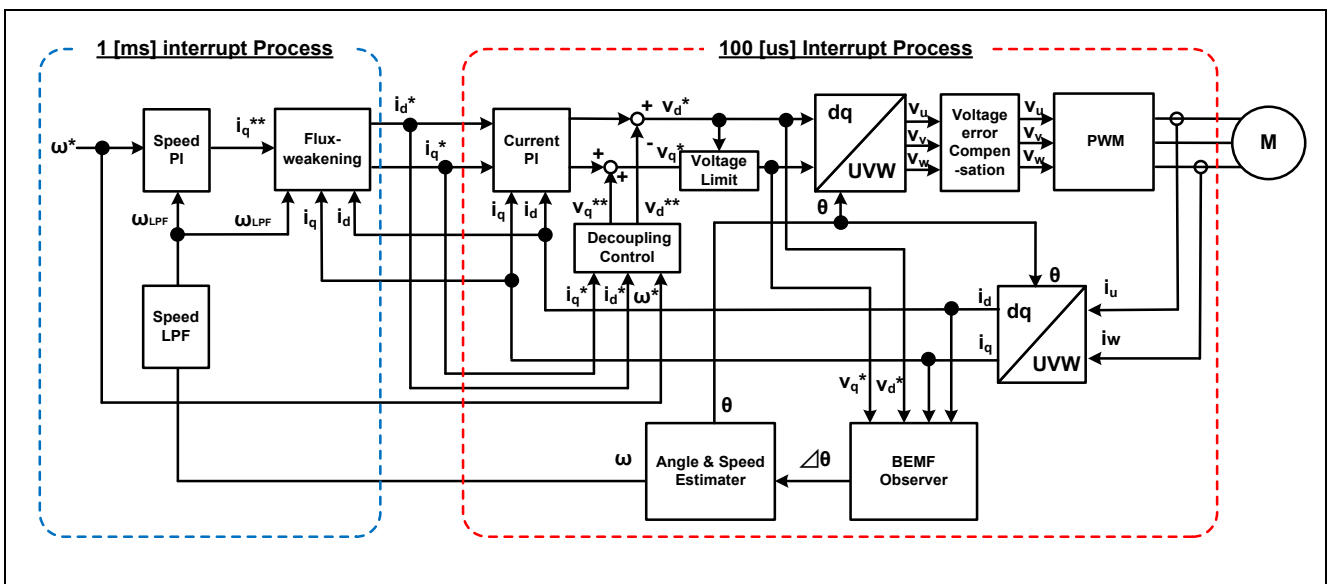 1 [ms] interrupt Process
100 [us] Interrupt Process
ω*
Speed
PI
iq**
Flux-
weakening
id*
iq*
Current
PI
+
vd*
-
+
+
vq*
Voltage
Limit
dq
UVW
vu
vv
vw
Voltage
error
Compen
-sation
vu
vv
vw
PWM
M
ωLPF
ωLPF
iq
id
iq
id
vq**
vd**
Decoupling
Control
θ
iq*
id*
ω*
θ
id
iq
dq
UVW
iu
iw
Speed
LPF
vq*
vd*
θ
ω
Angle & Speed
Estimater
⊿θ
BEMF
Observer